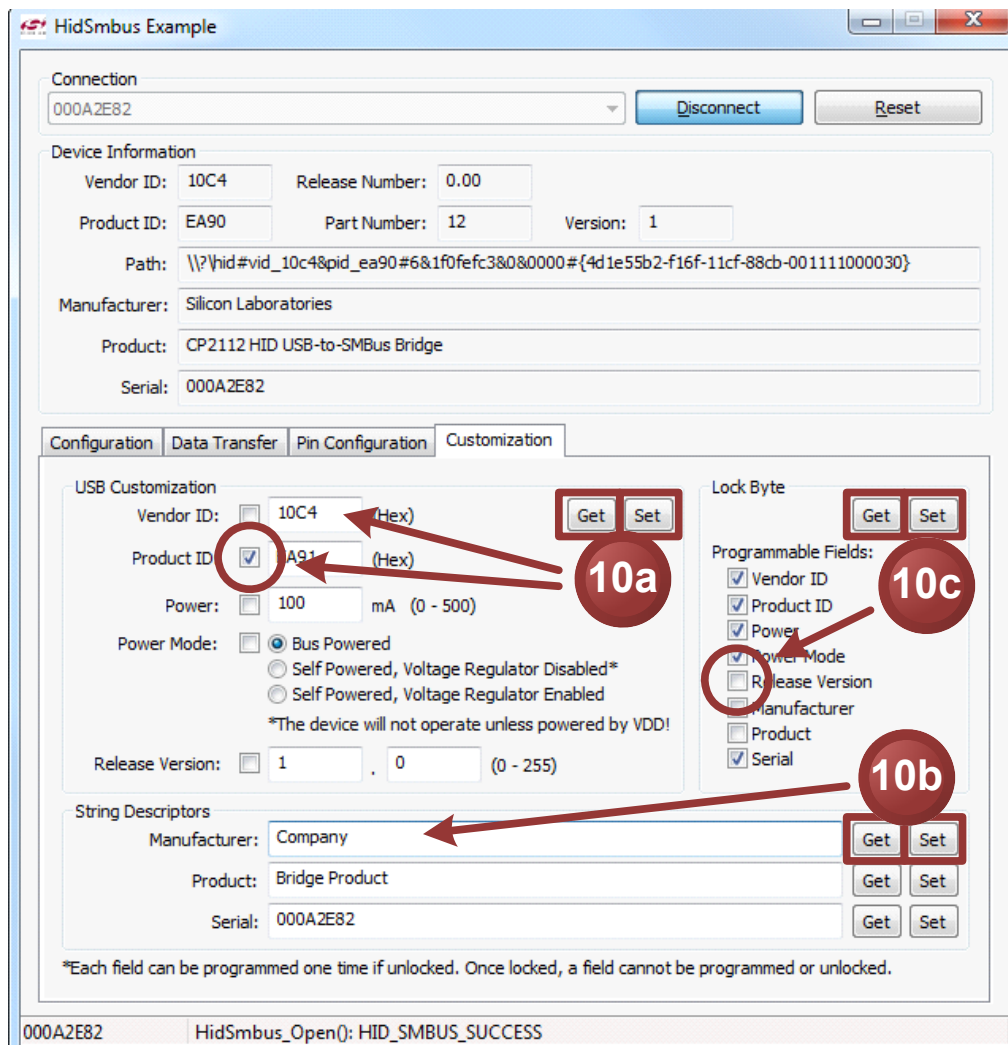 HidSmbus Example
Connection
000A2E82 Disconnect Reset
Device Information
Vendor ID: 10C4 Release Number: 0.00
Product ID: EA90 Part Number: 12 Version: 1
Path: \\?\hid#vid_10c4&pid_ea90#6&1f0fefc3&0&0000#{4d1e55b2-f16f-11cf-88cb-001111000030}
Manufacturer: Silicon Laboratories
Product: CP2112 HID USB-to-SMBus Bridge
Serial: 000A2E82
Configuration Data Transfer Pin Configuration Customization
USB Customization
Vendor ID: 10C4 (Hex) Get Set
Product ID EA91 (Hex)
10a
Power: 100 mA (0 - 500)
Power Mode: Bus Powered
Self Powered, Voltage Regulator Disabled*
Self Powered, Voltage Regulator Enabled
*The device will not operate unless powered by VDD!
Release Version: 1 . 0 (0 - 255)
Lock Byte
Get Set
Programmable Fields:
10c
Vendor ID
Product ID
Power
Power Mode
Release Version
Manufacturer
Product
Serial
10b
String Descriptors
Manufacturer: Company Get Set
Product: Bridge Product Get Set
Serial: 000A2E82 Get Set
*Each field can be programmed one time if unlocked. Once locked, a field cannot be programmed or unlocked.
000A2E82 HidSmbus_Open(): HID_SMBUS_SUCCESS